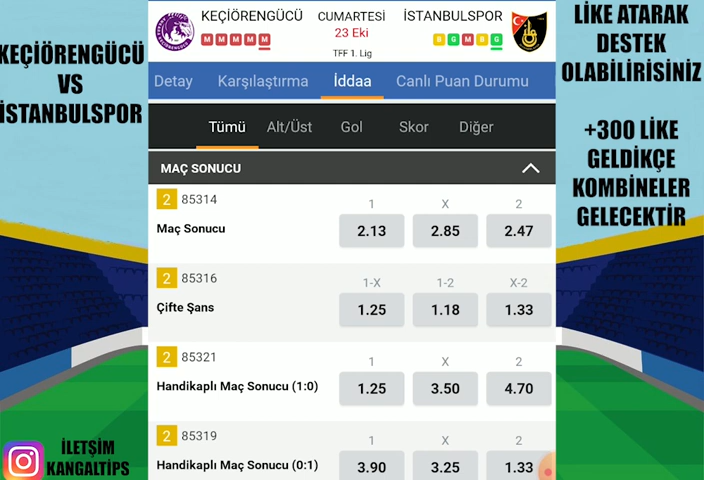 KEÇİÖRENGÜCÜ
VS
İSTANBULSPOR
KEÇİÖRENGÜCÜ
M M M M M
CUMARTESİ
23 Eki
TFF 1. Lig
İSTANBULSPOR
B G M B G
Detay Karşılaştırma İddaa Canlı Puan Durumu
Tümü Alt/Üst Gol Skor Diğer
MAÇ SONUCU
2 85314
Maç Sonucu
1 X 2
2.13 2.85 2.47
2 85316
Çifte Şans
1-X 1-2 X-2
1.25 1.18 1.33
2 85321
Handikaplı Maç Sonucu (1:0)
1 X 2
1.25 3.50 4.70
2 85319
Handikaplı Maç Sonucu (0:1)
1 X 2
3.90 3.25 1.33
LİKE ATARAK
DESTEK
OLABİLİRİSİNİZ
+300 LİKE
GELDİKÇE
KOMBİNELER
GELECEKTİR
İLETŞİM
KANGALTİPS